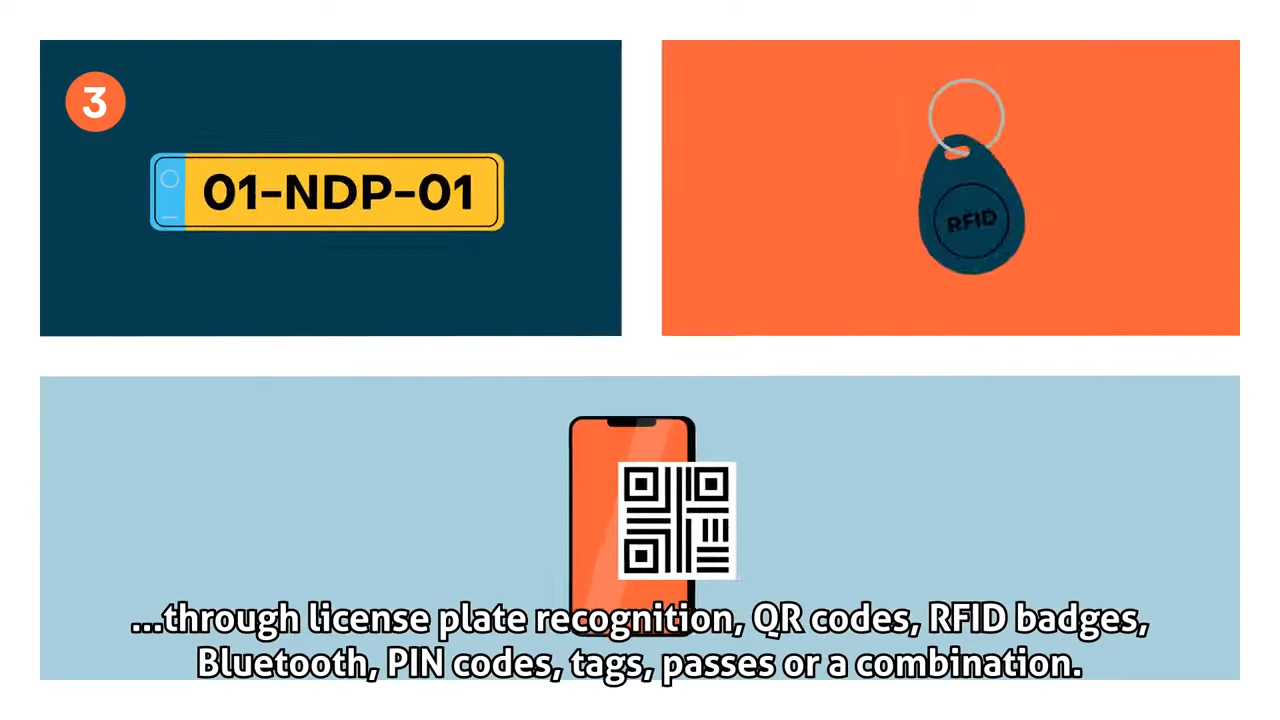 3
01-NDP-01
RFID
...through license plate recognition, QR codes, RFID badges,
Bluetooth, PIN codes, tags, passes or a combination.